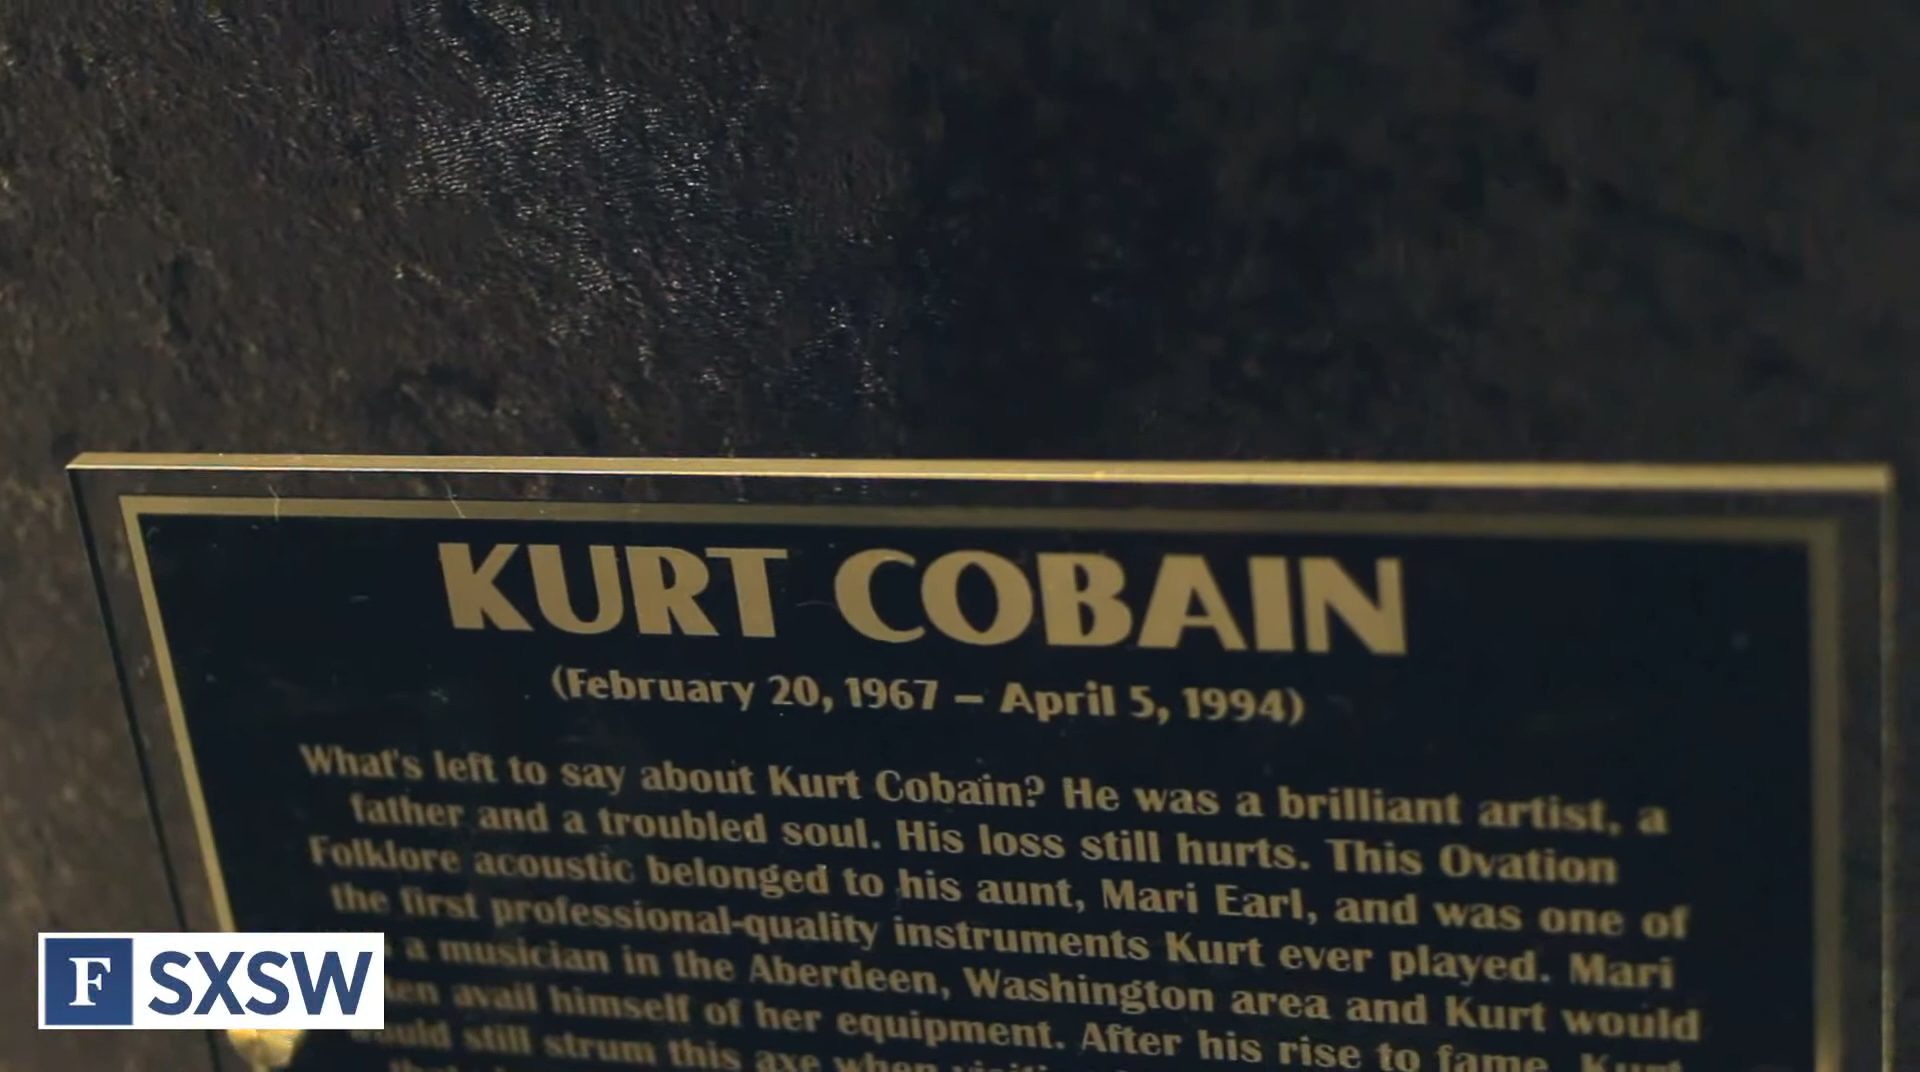 KURT COBAIN
(February 20, 1967 – April 5, 1994)
What's left to say about Kurt Cobain? He was a brilliant artist, a
father and a troubled soul. His loss still hurts. This Ovation
Folklore acoustic belonged to his aunt, Mari Earl, and was one of
the first professional-quality instruments Kurt ever played. Mari
a musician in the Aberdeen, Washington area and Kurt would
avail himself of her equipment. After his rise to fame, Kurt
still strum this axe when
F SXSW